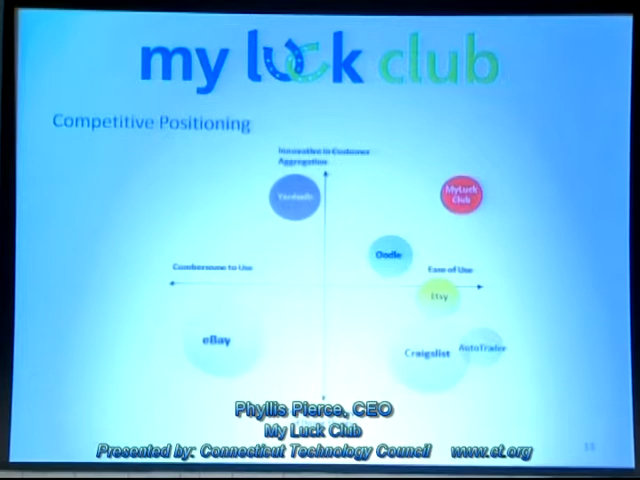 my luck club
Competitive Positioning
Innovative in Customer
Aggregation
MyLuck
Club
Oodle
Cumbersome to Use
Ease of Use
Etsy
eBay
Craigslist
AutoTrader
Phyllis Pierce, CEO
My Luck Club
Presented by: Connecticut Technology Council www.ct.org